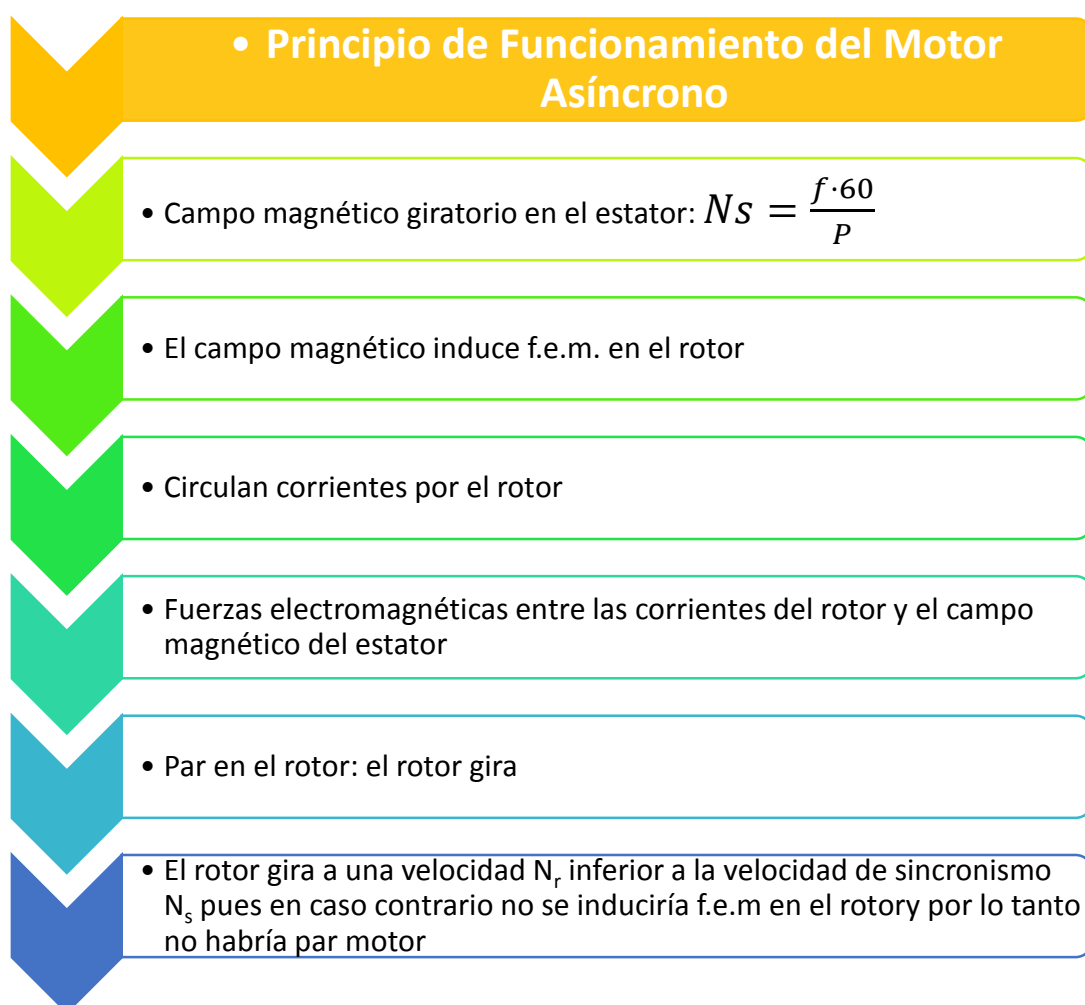 • Principio de Funcionamiento del Motor
Asíncrono
• Campo magnético giratorio en el estator: Ns = \frac{f·60}{P}
• El campo magnético induce f.e.m. en el rotor
• Circulan corrientes por el rotor
• Fuerzas electromagnéticas entre las corrientes del rotor y el campo
magnético del estator
• Par en el rotor: el rotor gira
• El rotor gira a una velocidad N_r inferior a la velocidad de sincronismo
N_s pues en caso contrario no se induciría f.e.m en el rotory por lo tanto
no habría par motor